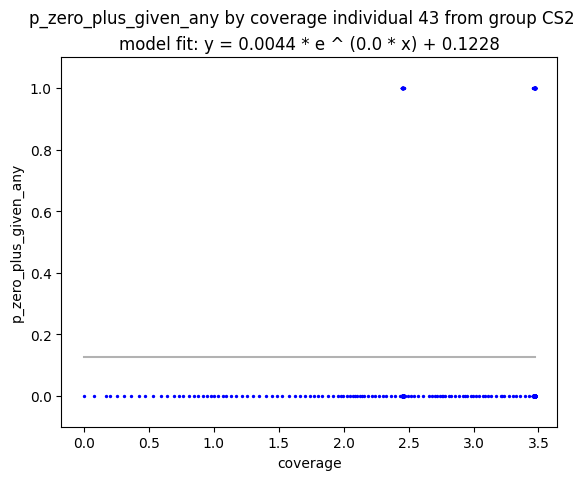 p_zero_plus_given_any by coverage individual 43 from group CS2
model fit: y = 0.0044 * e ^ (0.0 * x) + 0.1228
1.0
0.8
0.6
0.4
0.2
0.0
p_zero_plus_given_any
0.0 0.5 1.0 1.5 2.0 2.5 3.0 3.5
coverage